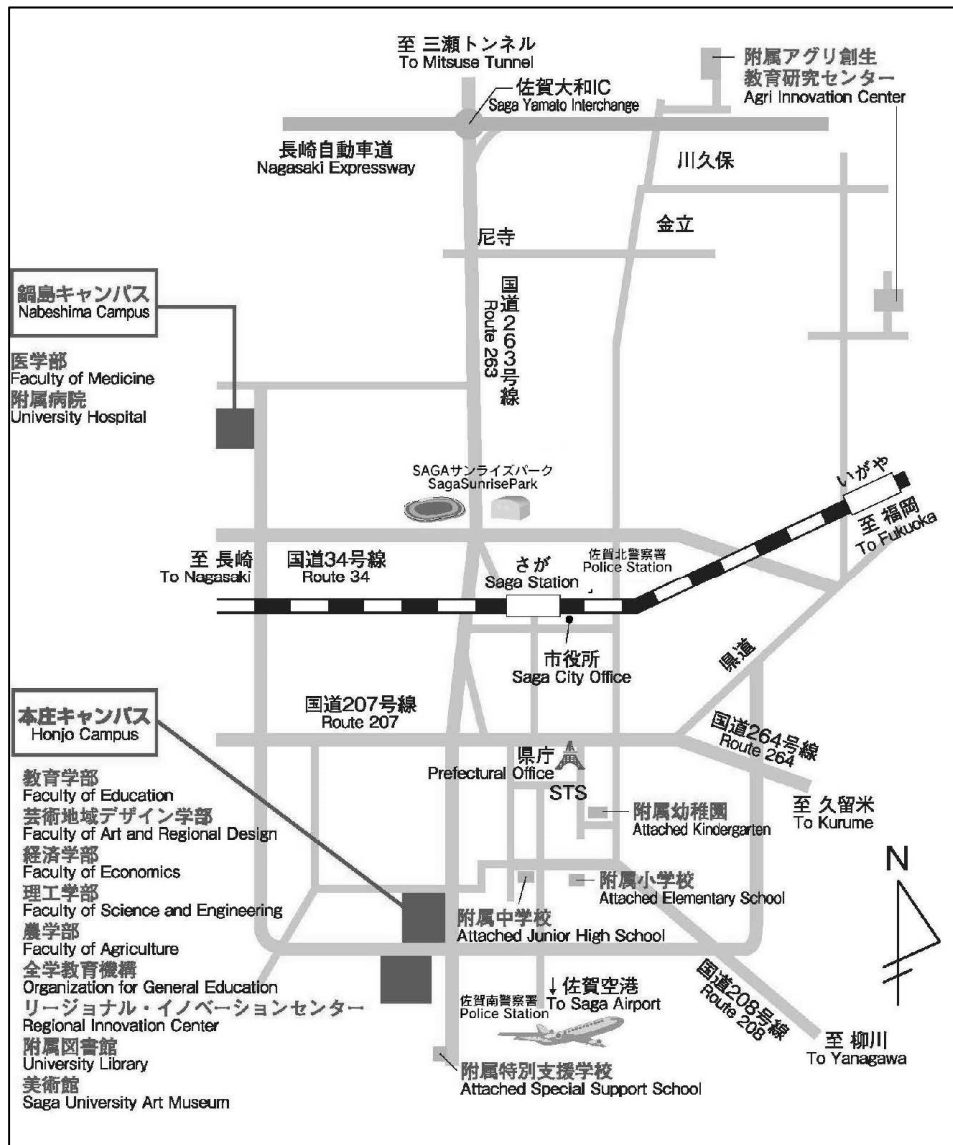 至 三瀬トンネル
To Mitsuse Tunnel
佐賀大和IC
Saga Yamato Interchange
附属アグリ創生
教育研究センター
Agri Innovation Center
長崎自動車道
Nagasaki Expressway
川久保
金立
尼寺
国道263号線
Route 263
鍋島キャンパス
Nabeshima Campus
医学部
Faculty of Medicine
附属病院
University Hospital
SAGAサンライズパーク
SagaSunrisePark
いがや
至 福岡
To Fukuoka
至 長崎
To Nagasaki
国道34号線
Route 34
さが
Saga Station
佐賀北警察署
Police Station
市役所
Saga City Office
県道
国道207号線
Route 207
国道264号線
Route 264
至 久留米
To Kurume
本庄キャンパス
Honjo Campus
教育学部
Faculty of Education
芸術地域デザイン学部
Faculty of Art and Regional Design
経済学部
Faculty of Economics
理工学部
Faculty of Science and Engineering
農学部
Faculty of Agriculture
全学教育機構
Organization for General Education
リージョナル・イノベーションセンター
Regional Innovation Center
附属図書館
University Library
美術館
Saga University Art Museum
県庁
Prefectural Office
STS
附属幼稚園
Attached Kindergarten
附属小学校
Attached Elementary School
附属中学校
Attached Junior High School
N
佐賀南警察署
Police Station
↓佐賀空港
To Saga Airport
国道208号線
Route 208
至 柳川
To Yanagawa
附属特別支援学校
Attached Special Support School